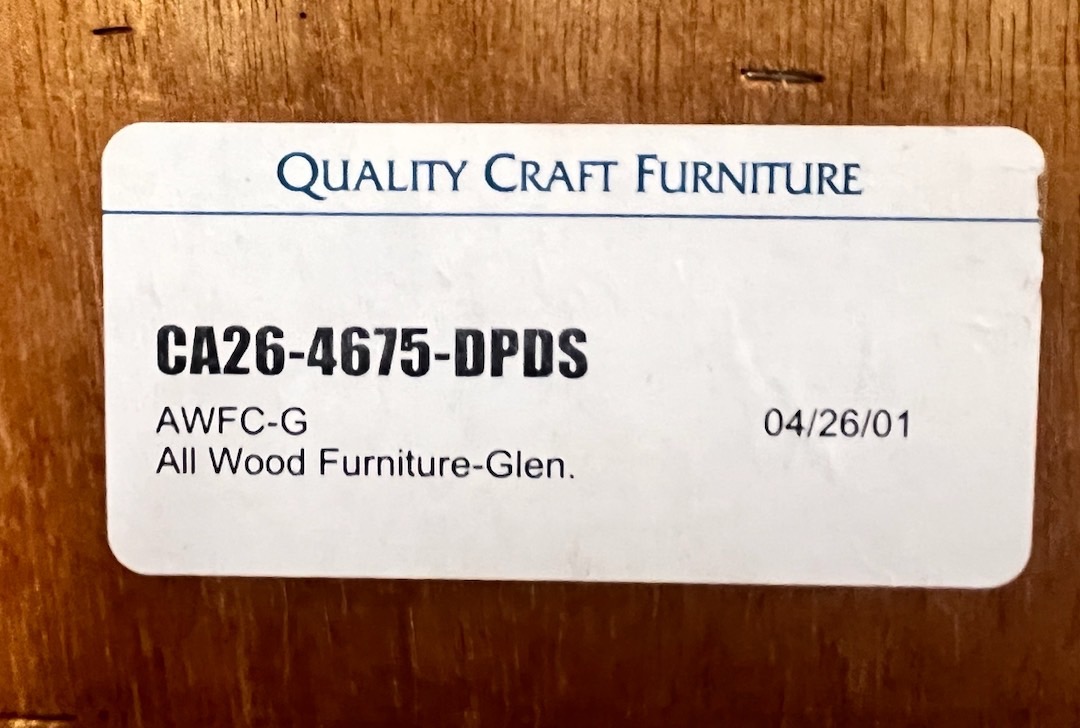 QUALITY CRAFT FURNITURE
CA26-4675-DPDS
AWFC-G 04/26/01
All Wood Furniture-Glen.